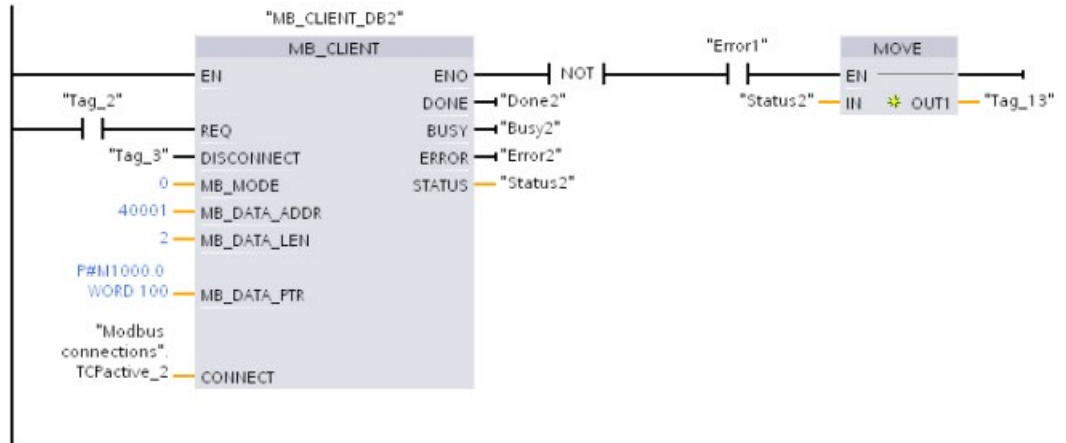 "MB_CLIENT_DB2"
MB_CLIENT
"Error1"
MOVE
EN
ENO
NOT
EN
"Tag_2"
DONE
"Done2"
"Status2"
IN
OUT1
"Tag_13"
REQ
BUSY
"Busy2"
"Tag_3"
DISCONNECT
ERROR
"Error2"
0
MB_MODE
STATUS
"Status2"
40001
MB_DATA_ADDR
2
MB_DATA_LEN
P#M1000.0
WORD 100
MB_DATA_PTR
"Modbus
connections".
TCPactive_2
CONNECT